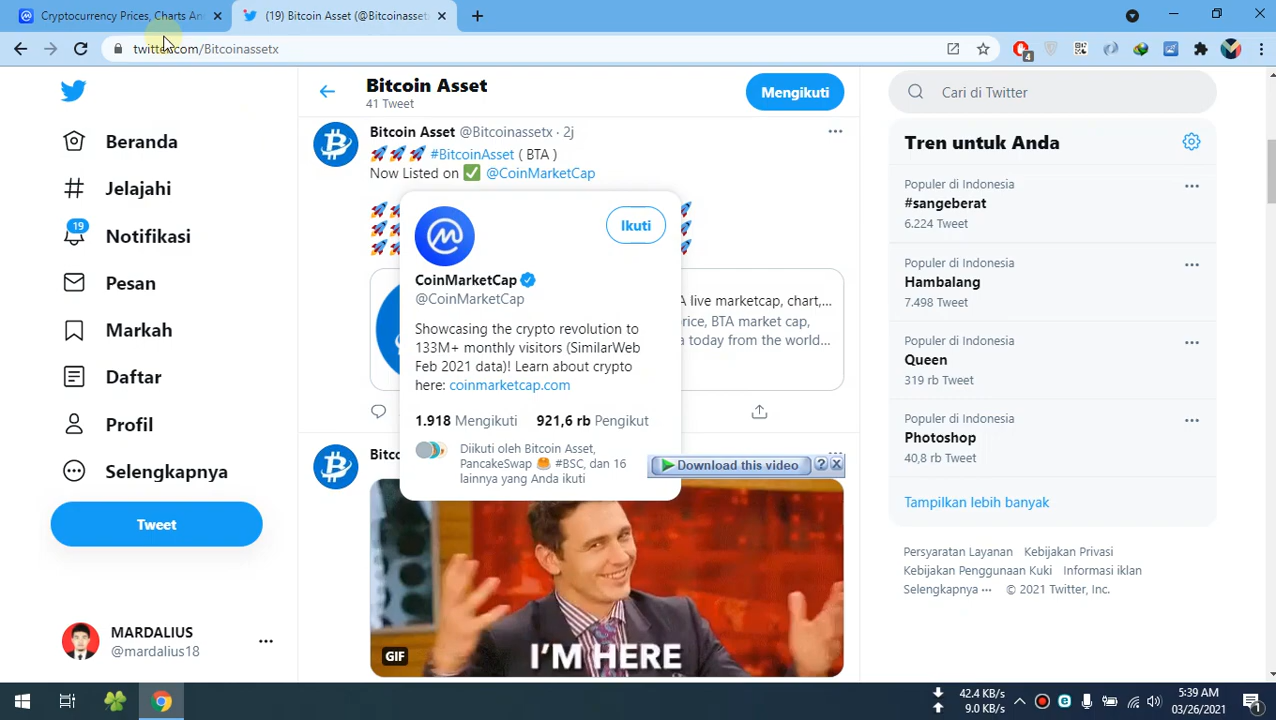 Cryptocurrency Prices, Charts An
(19) Bitcoin Asset (@Bitcoinasset
twitter.com/Bitcoinassetx
4
Beranda
Jelajahi
19
Notifikasi
Pesan
Markah
Daftar
Profil
Selengkapnya
Tweet
MARDALIUS
@mardalius18
Bitcoin Asset
41 Tweet
Mengikuti
Bitcoin Asset @Bitcoinassetx · 2j
🚀🚀🚀 #BitcoinAsset ( BTA )
Now Listed on ✅ @CoinMarketCap
Ikuti
CoinMarketCap
@CoinMarketCap
Showcasing the crypto revolution to
133M+ monthly visitors (SimilarWeb
Feb 2021 data)! Learn about crypto
here: coinmarketcap.com
1.918 Mengikuti 921,6 rb Pengikut
Diikuti oleh Bitcoin Asset,
PancakeSwap 🥞 #BSC, dan 16
lainnya yang Anda ikuti
A live marketcap, chart,...
price, BTA market cap,
a today from the world...
Download this video
?
Bitc
I'M HERE
GIF
Cari di Twitter
Tren untuk Anda
Populer di Indonesia
#sangeberat
6.224 Tweet
Populer di Indonesia
Hambalang
7.498 Tweet
Populer di Indonesia
Queen
319 rb Tweet
Populer di Indonesia
Photoshop
40,8 rb Tweet
Tampilkan lebih banyak
Persyaratan Layanan Kebijakan Privasi
Kebijakan Penggunaan Kuki Informasi iklan
Selengkapnya ··· © 2021 Twitter, Inc.
42.4 KB/s
9.0 KB/s
5:39 AM
03/26/2021
1